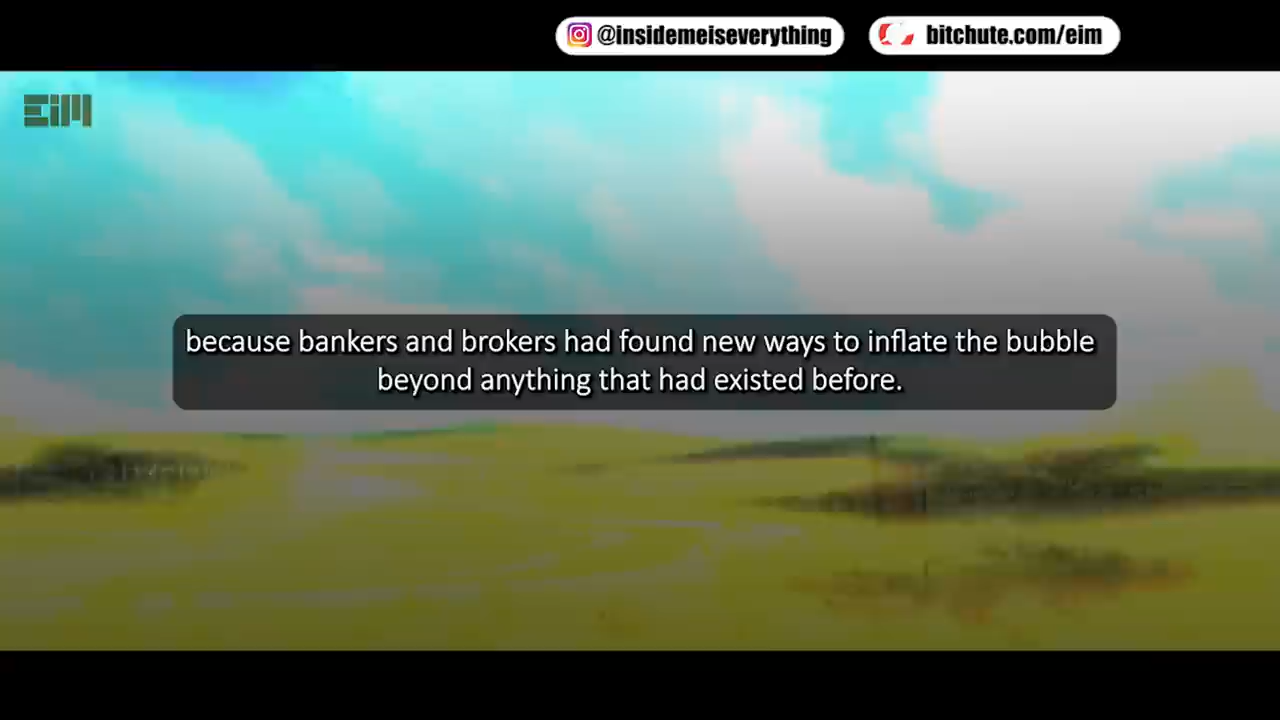 @insidemeiseverything
bitchute.com/eim
EiM
because bankers and brokers had found new ways to inflate the bubble
beyond anything that had existed before.